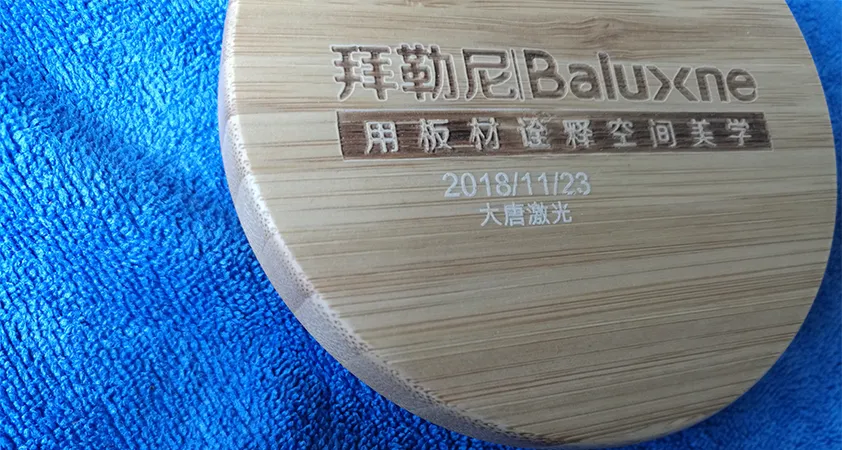 拜勒尼|Baluxne
用板材诠释空间美学
2018/11/23
大唐激光